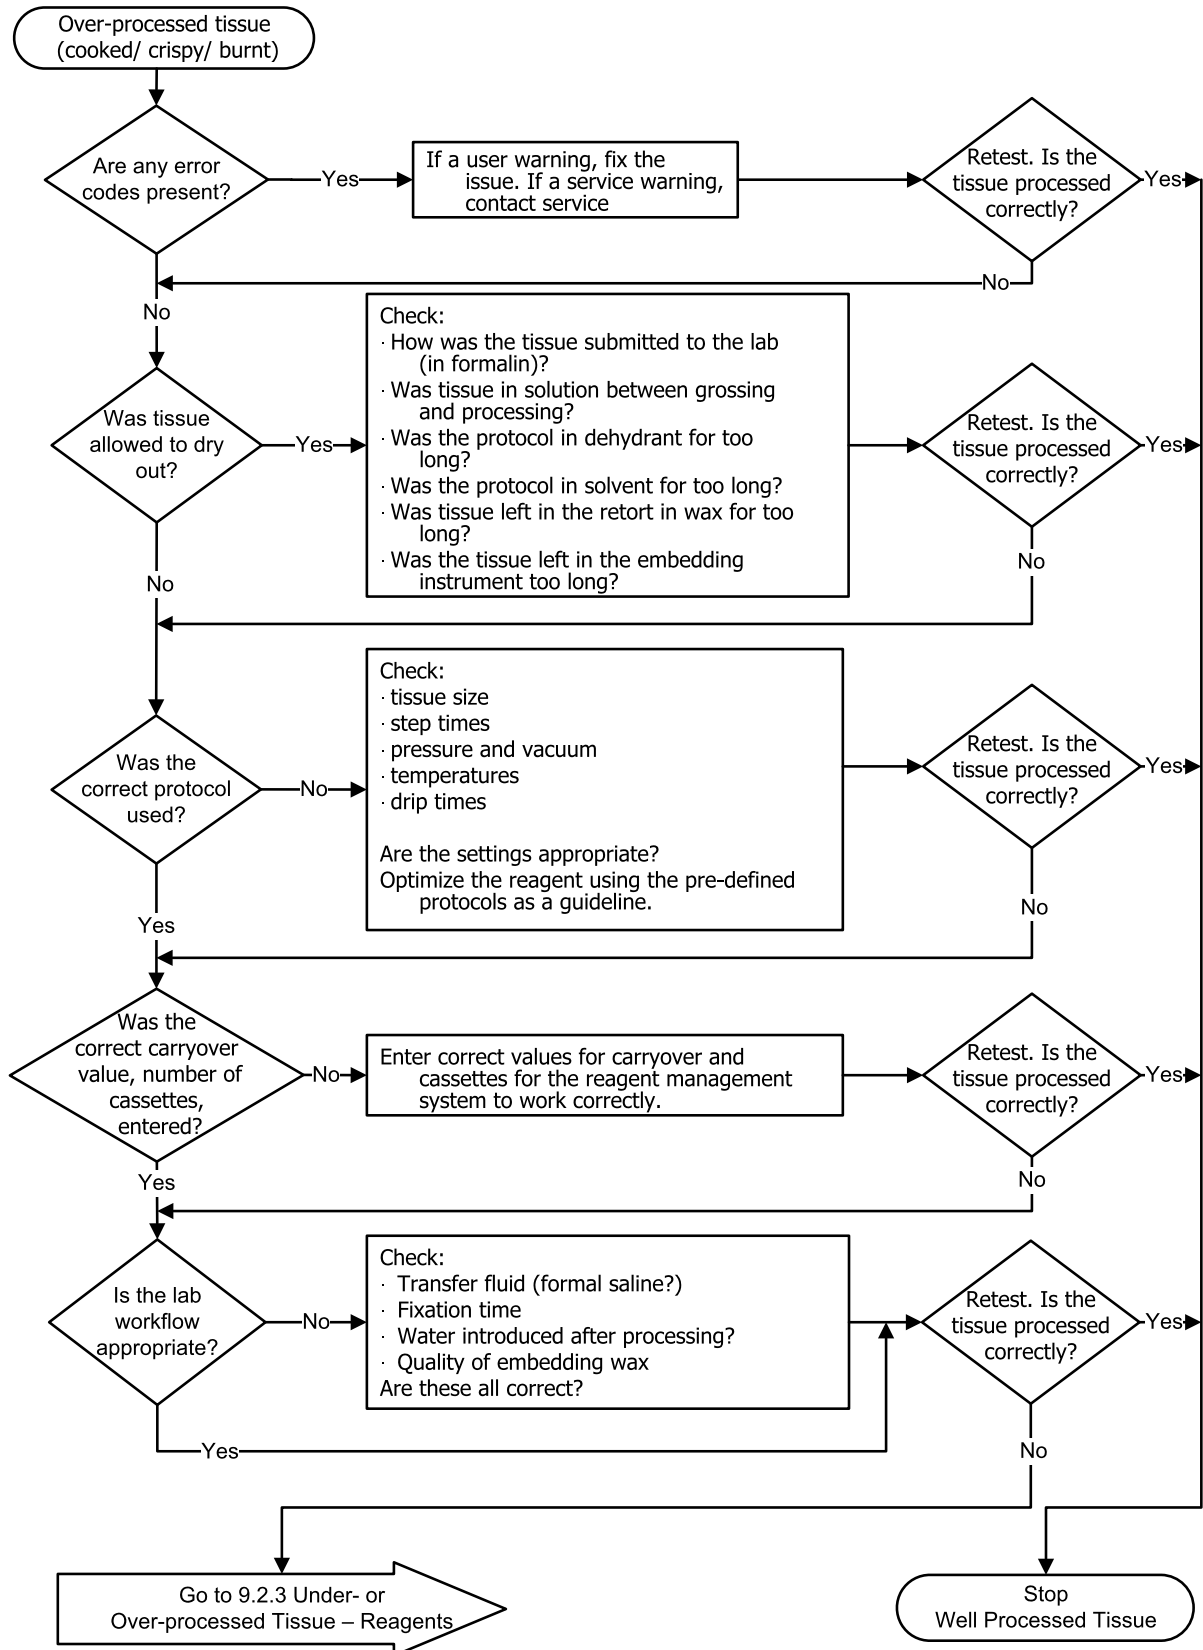 Over-processed tissue
(cooked/ crispy/ burnt)
Are any error
codes present?
Yes
If a user warning, fix the
issue. If a service warning,
contact service
Retest. Is the
tissue processed
correctly?
Yes
No
No
Was tissue
allowed to dry
out?
Yes
Check:
· How was the tissue submitted to the lab
(in formalin)?
· Was tissue in solution between grossing
and processing?
· Was the protocol in dehydrant for too
long?
· Was the protocol in solvent for too long?
· Was tissue left in the retort in wax for too
long?
· Was the tissue left in the embedding
instrument too long?
Retest. Is the
tissue processed
correctly?
Yes
No
No
Was the
correct protocol
used?
No
Check:
· tissue size
· step times
· pressure and vacuum
· temperatures
· drip times
Are the settings appropriate?
Optimize the reagent using the pre-defined
protocols as a guideline.
Retest. Is the
tissue processed
correctly?
Yes
No
Yes
Was the
correct carryover
value, number of
cassettes,
entered?
No
Enter correct values for carryover and
cassettes for the reagent management
system to work correctly.
Retest. Is the
tissue processed
correctly?
Yes
No
Yes
Is the lab
workflow
appropriate?
No
Check:
· Transfer fluid (formal saline?)
· Fixation time
· Water introduced after processing?
· Quality of embedding wax
Are these all correct?
Retest. Is the
tissue processed
correctly?
Yes
Yes
No
Go to 9.2.3 Under- or
Over-processed Tissue – Reagents
Stop
Well Processed Tissue